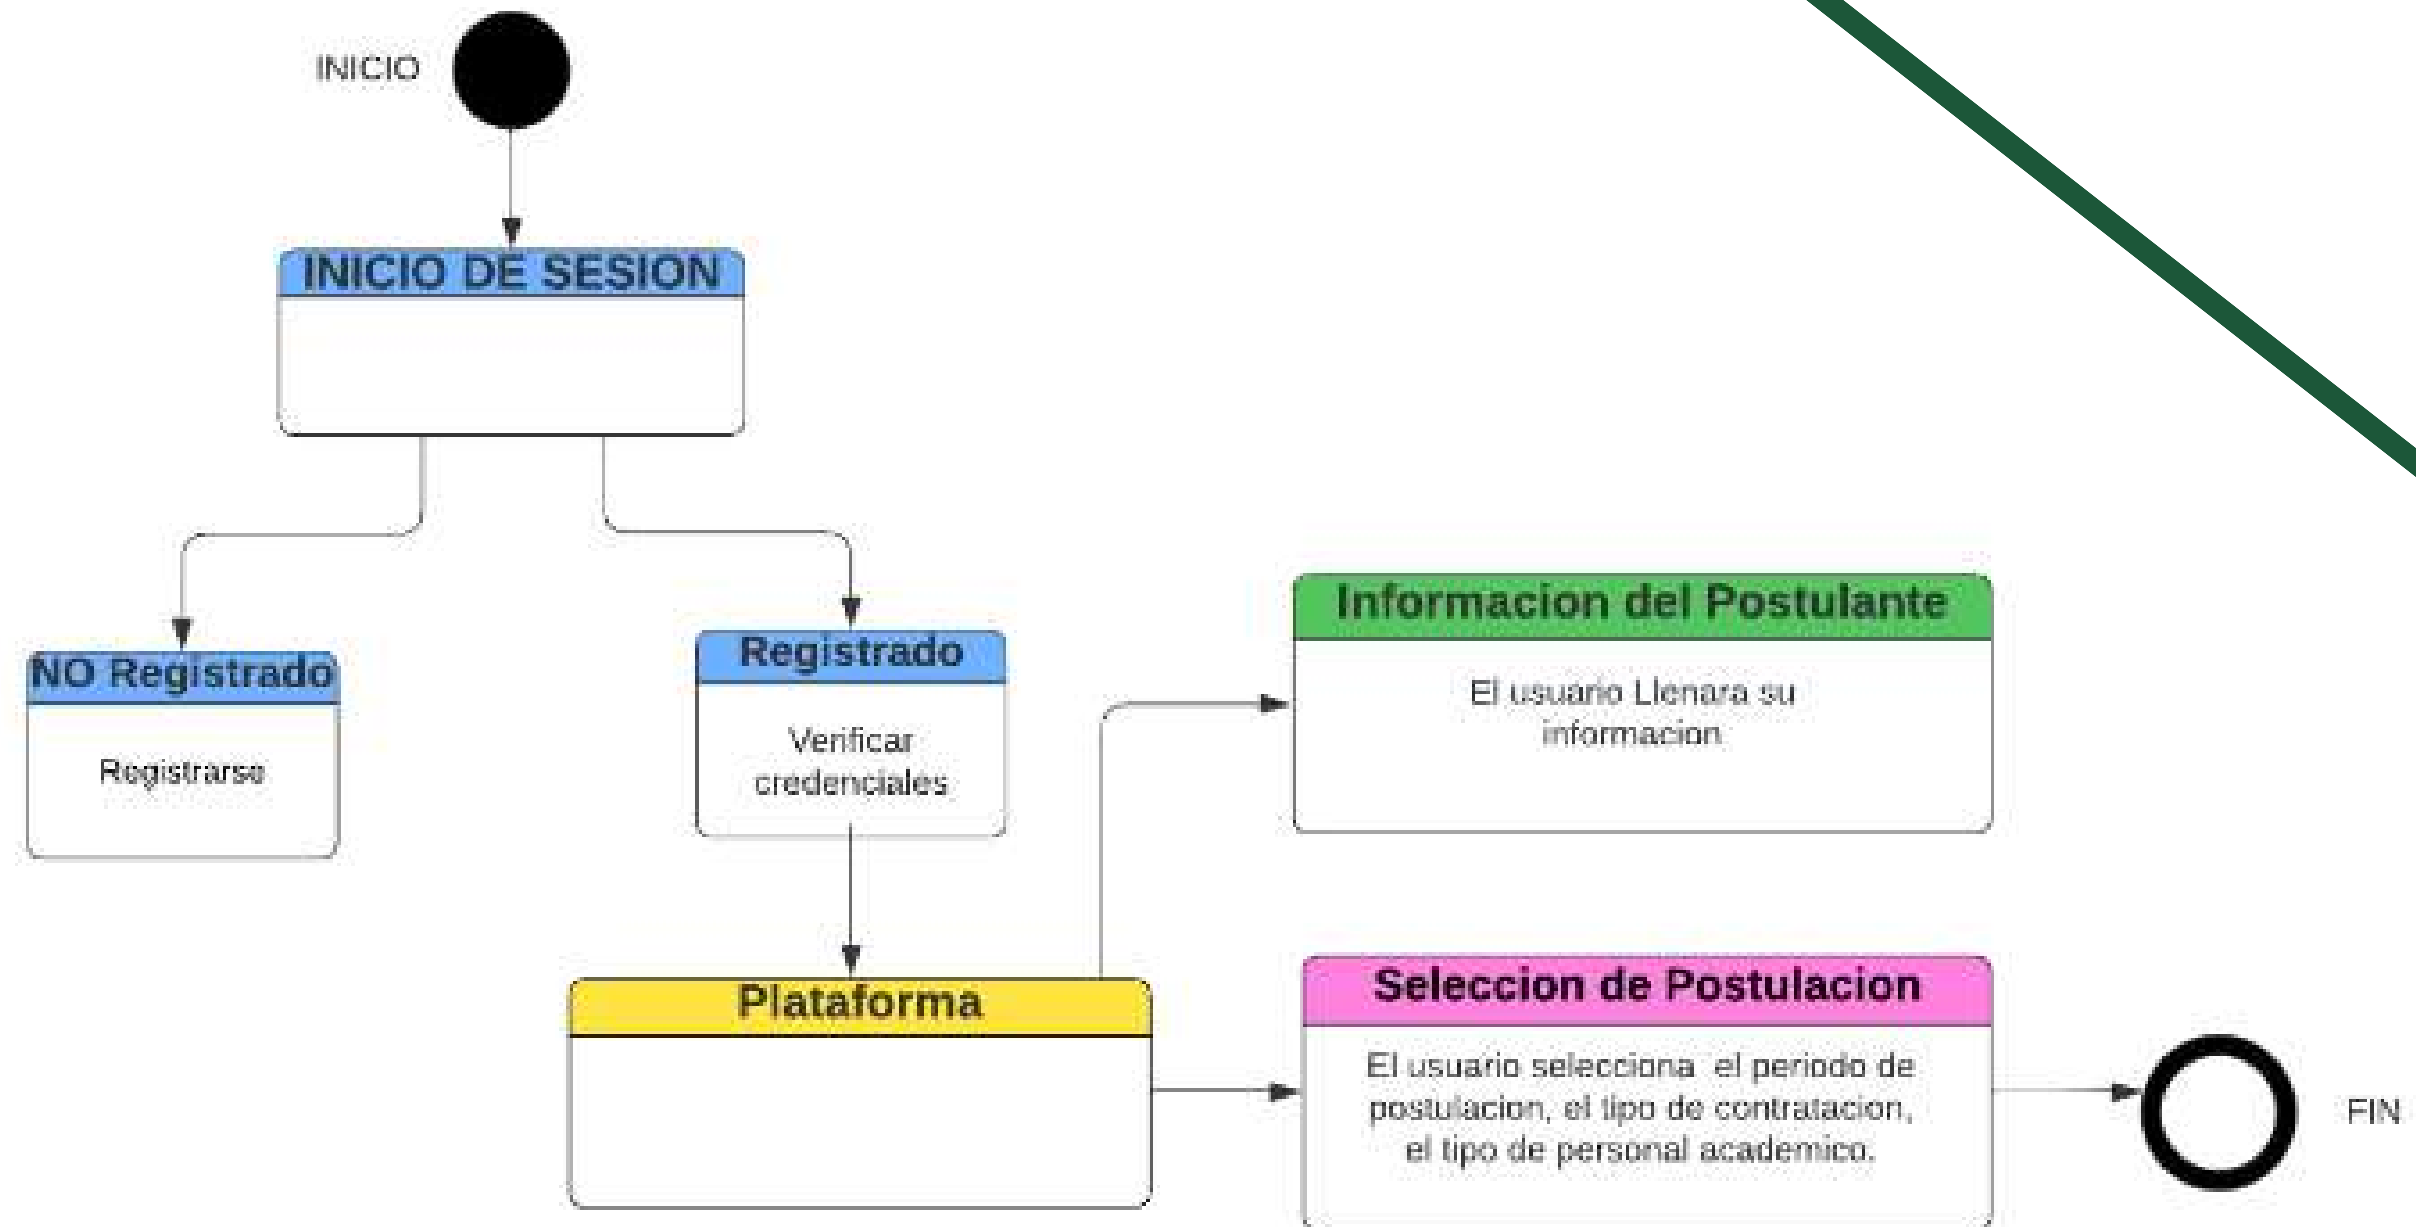 INICIO
INICIO DE SESION
NO Registrado
Registrarse
Registrado
Verificar
credenciales
Informacion del Postulante
El usuario Llenara su
informacion
Plataforma
Seleccion de Postulacion
El usuario selecciona el periodo de
postulacion, el tipo de contratacion,
el tipo de personal academico.
FIN